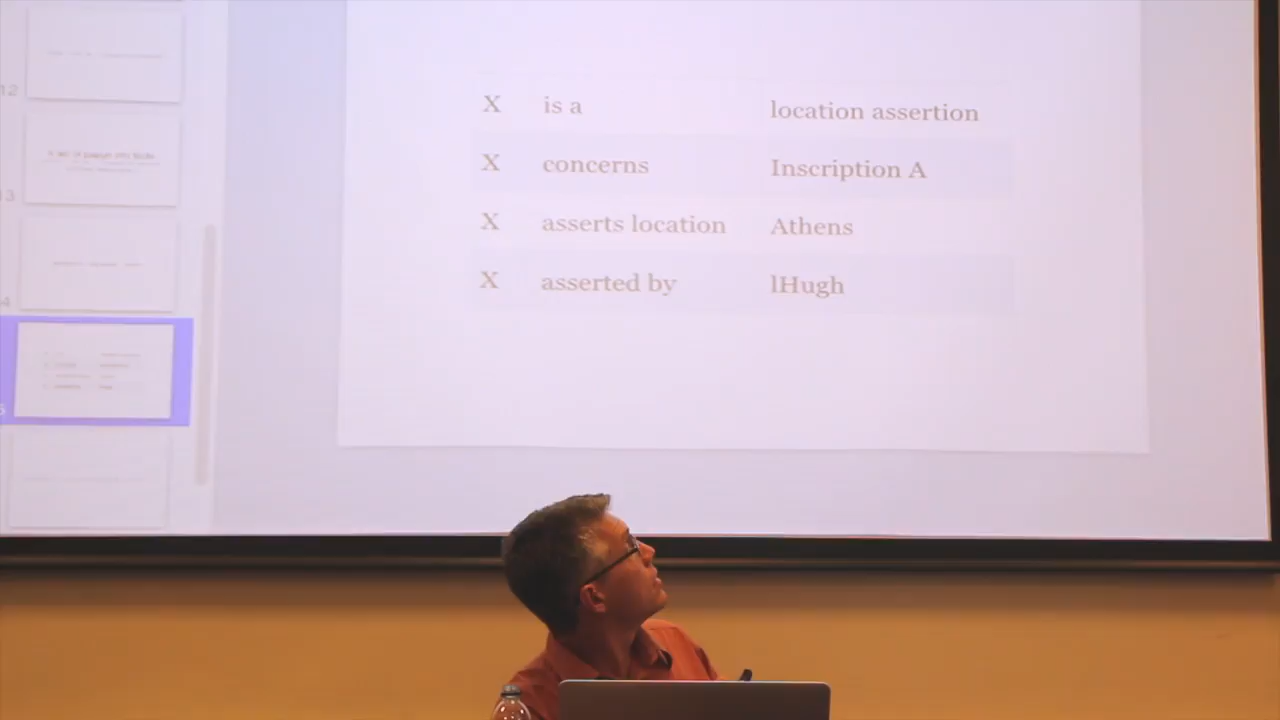 X is a location assertion
X concerns Inscription A
X asserts location Athens
X asserted by lHugh